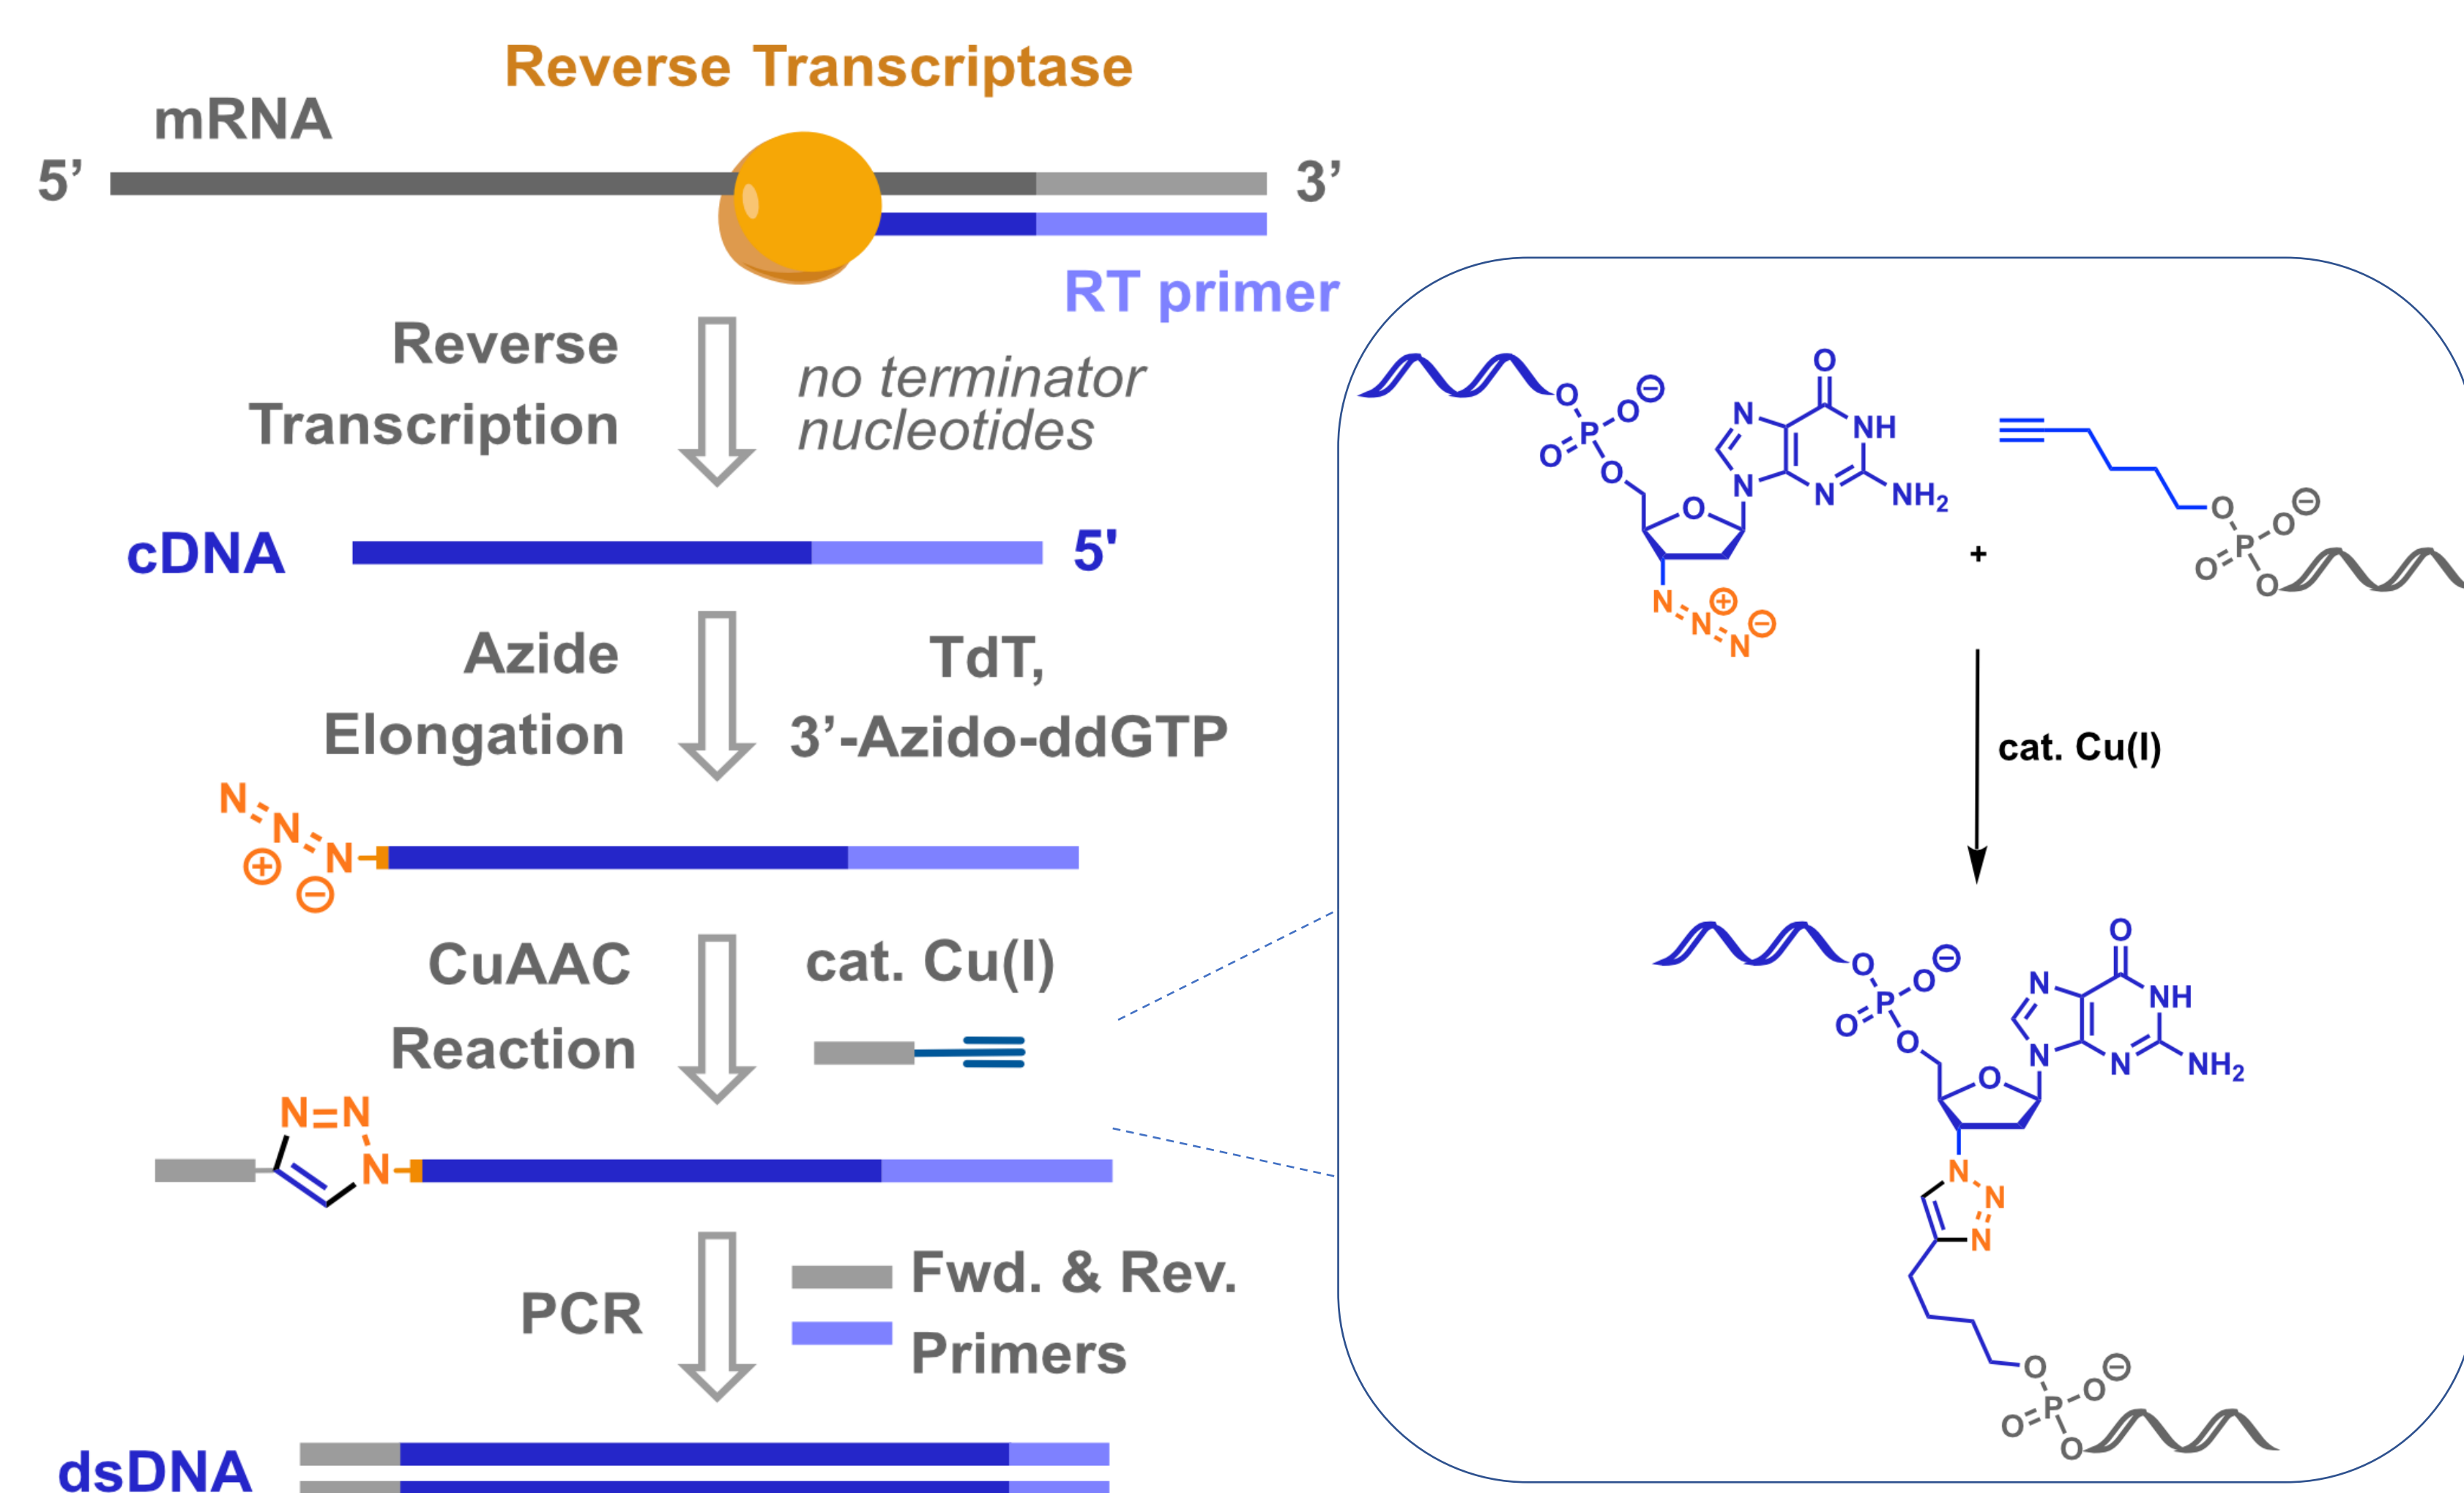 Reverse Transcriptase
mRNA
5’
3’
RT primer
Reverse
Transcription
no terminator
nucleotides
cDNA
5'
Azide
Elongation
TdT,
3’-Azido-ddGTP
N
N
N
⊕
⊖
CuAAC
Reaction
cat. Cu(I)
N=N
N
PCR
Fwd. & Rev.
Primers
dsDNA
O
O
⊖
O
P
O
O
N
NH
N
N
NH2
O
N
⊕
N
⊖
N
+
O
⊖
O
P
O
O
cat. Cu(I)
O
O
⊖
O
P
O
O
N
NH
N
N
NH2
O
N
N
N
O
⊖
O
P
O
O